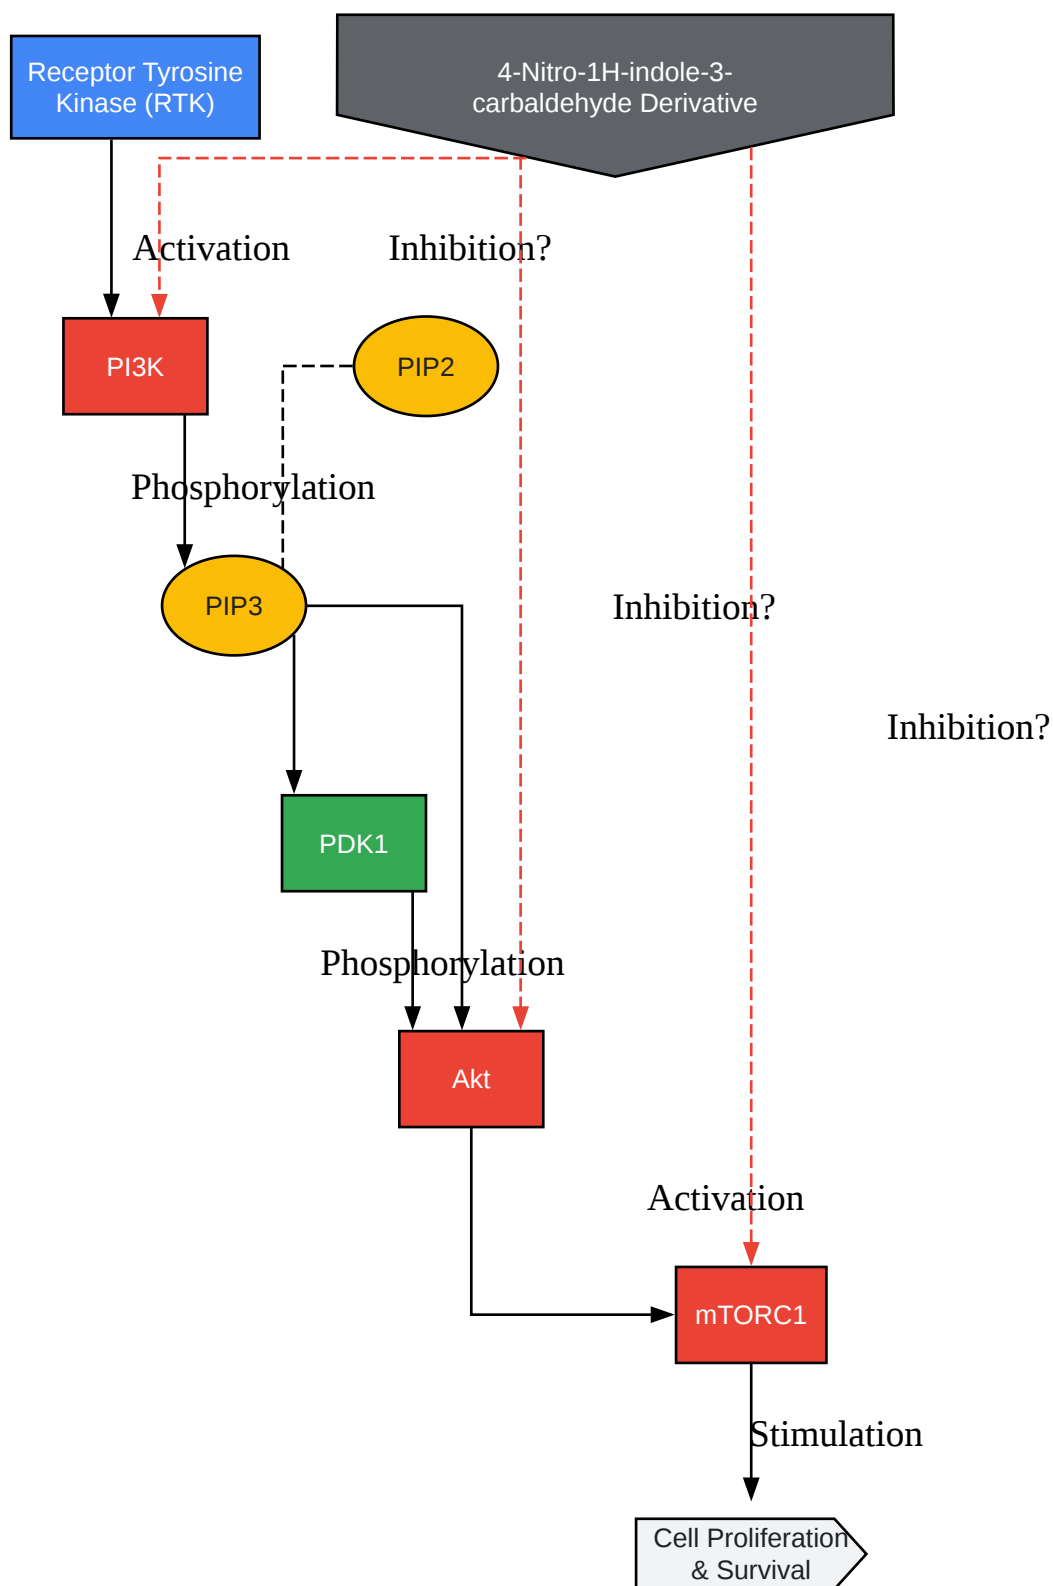 Receptor Tyrosine
Kinase (RTK)
4-Nitro-1H-indole-3-
carbaldehyde Derivative
Activation
Inhibition?
PI3K
PIP2
Phosphorylation
PIP3
Inhibition?
Inhibition?
PDK1
Phosphorylation
Akt
Activation
mTORC1
Stimulation
Cell Proliferation
& Survival